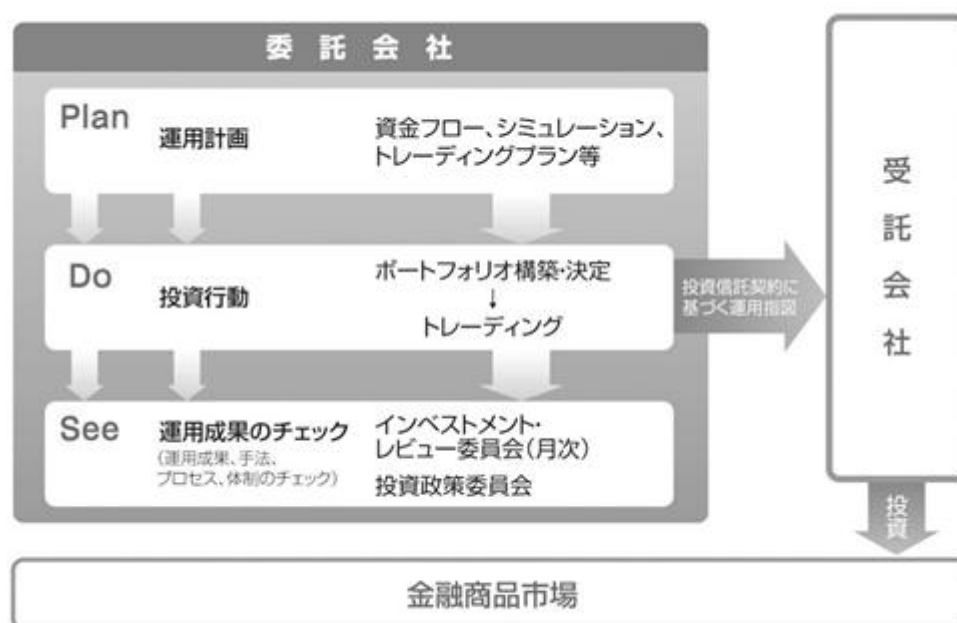 委託会社
Plan
運用計画
資金フロー、シミュレーション、
トレーディングプラン等
Do
投資行動
ポートフォリオ構築・決定
↓
トレーディング
See
運用成果のチェック
(運用成果、手法、
プロセス、体制のチェック)
インベストメント・
レビュー委員会(月次)
投資政策委員会
投資信託契約に
基づく運用指図
受託会社
投資
金融商品市場